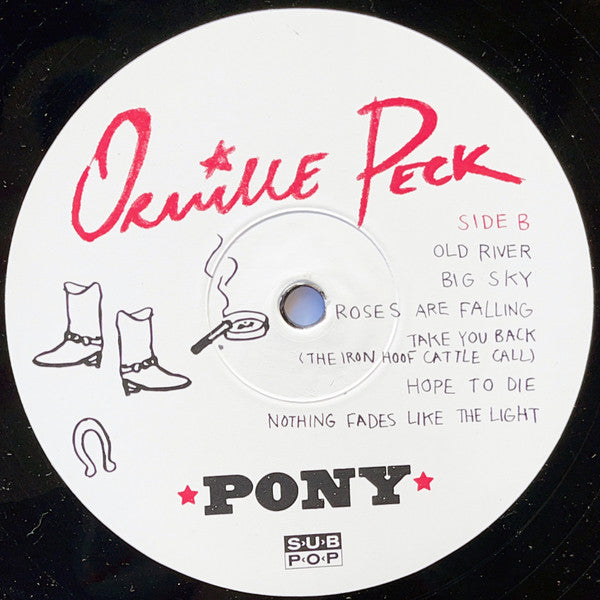 Orville Peck
SIDE B
OLD RIVER
BIG SKY
ROSES ARE FALLING
TAKE YOU BACK
(THE IRON HOOF CATTLE CALL)
HOPE TO DIE
NOTHING FADES LIKE THE LIGHT
PONY
SUB
POP